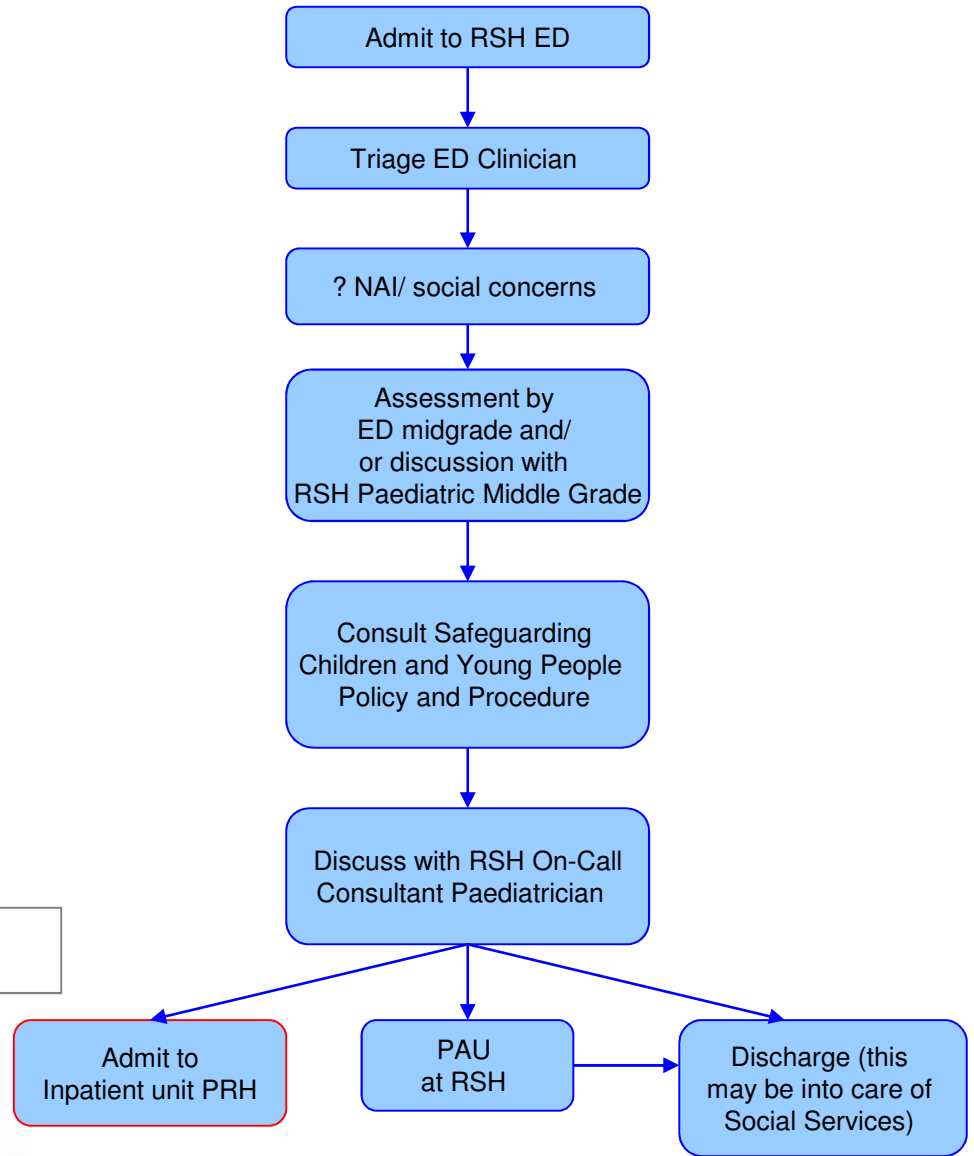 Admit to RSH ED
Triage ED Clinician
? NAI/ social concerns
Assessment by
ED midgrade and/
or discussion with
RSH Paediatric Middle Grade
Consult Safeguarding
Children and Young People
Policy and Procedure
Discuss with RSH On-Call
Consultant Paediatrician
Admit to
Inpatient unit PRH
PAU
at RSH
Discharge (this
may be into care of
Social Services)